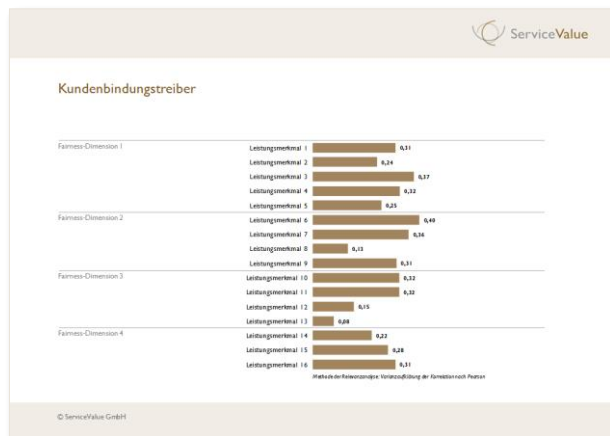 ServiceValue
Kundenbindungstreiber
Fairness-Dimension 1
Leistungsmerkmal 1 0,31
Leistungsmerkmal 2 0,24
Leistungsmerkmal 3 0,37
Leistungsmerkmal 4 0,32
Leistungsmerkmal 5 0,25
Fairness-Dimension 2
Leistungsmerkmal 6 0,40
Leistungsmerkmal 7 0,36
Leistungsmerkmal 8 0,13
Leistungsmerkmal 9 0,31
Fairness-Dimension 3
Leistungsmerkmal 10 0,32
Leistungsmerkmal 11 0,32
Leistungsmerkmal 12 0,15
Leistungsmerkmal 13 0,08
Fairness-Dimension 4
Leistungsmerkmal 14 0,22
Leistungsmerkmal 15 0,28
Leistungsmerkmal 16 0,31
Methode der Relevanzanalyse: Varianzaufklärung der Korrelation nach Pearson
© ServiceValue GmbH